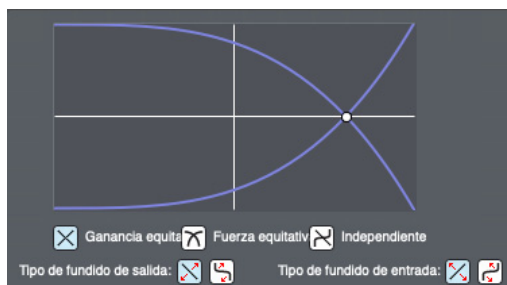 Ganancia equita Fuerza equitativ Independiente
Tipo de fundido de salida: Tipo de fundido de entrada: